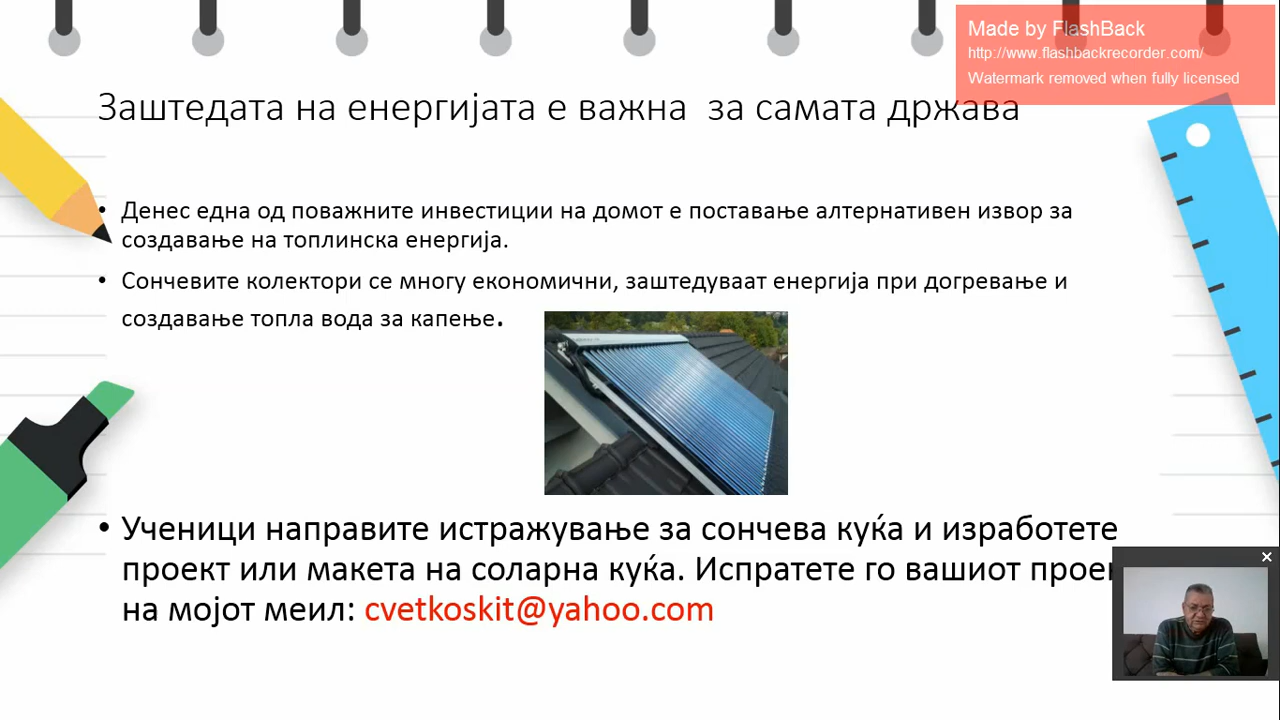 Made by FlashBack
http://www.flashbackrecorder.com/
Watermark removed when fully licensed
Заштедата на енергијата е важна за самата држава
• Денес една од поважните инвестиции на домот е поставање алтернативен извор за
создавање на топлинска енергија.
• Сончевите колектори се многу економични, заштедуваат енергија при догревање и
создавање топла вода за капење.
• Ученици направите истражување за сончева куќа и изработете
проект или макета на соларна куќа. Испратете го вашиот
на мојот меил: cvetkoskit@yahoo.com